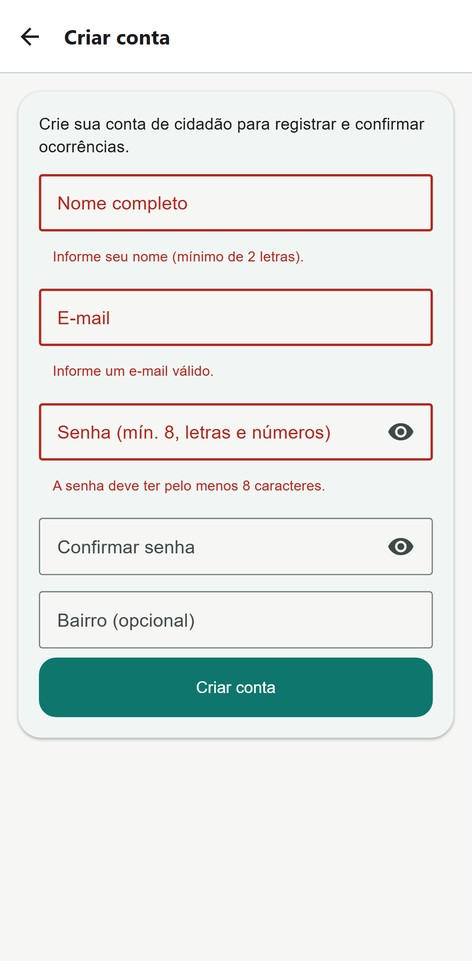 Criar conta
Crie sua conta de cidadão para registrar e confirmar
ocorrências.
Nome completo
Informe seu nome (mínimo de 2 letras).
E-mail
Informe um e-mail válido.
Senha (mín. 8, letras e números)
A senha deve ter pelo menos 8 caracteres.
Confirmar senha
Bairro (opcional)
Criar conta